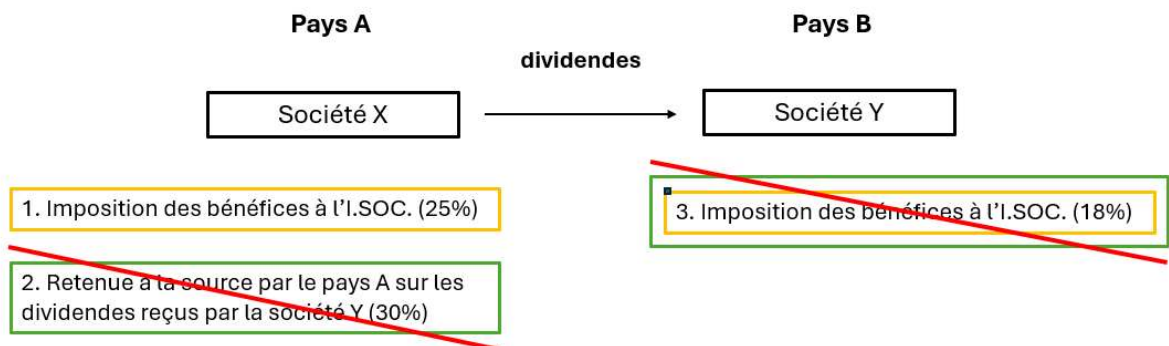 Pays A
Pays B
dividendes
Société X
Société Y
1. Imposition des bénéfices à l'I.SOC. (25%)
3. Imposition des bénéfices à l'I.SOC. (18%)
2. Retenue à la source par le pays A sur les
dividendes reçus par la société Y (30%)